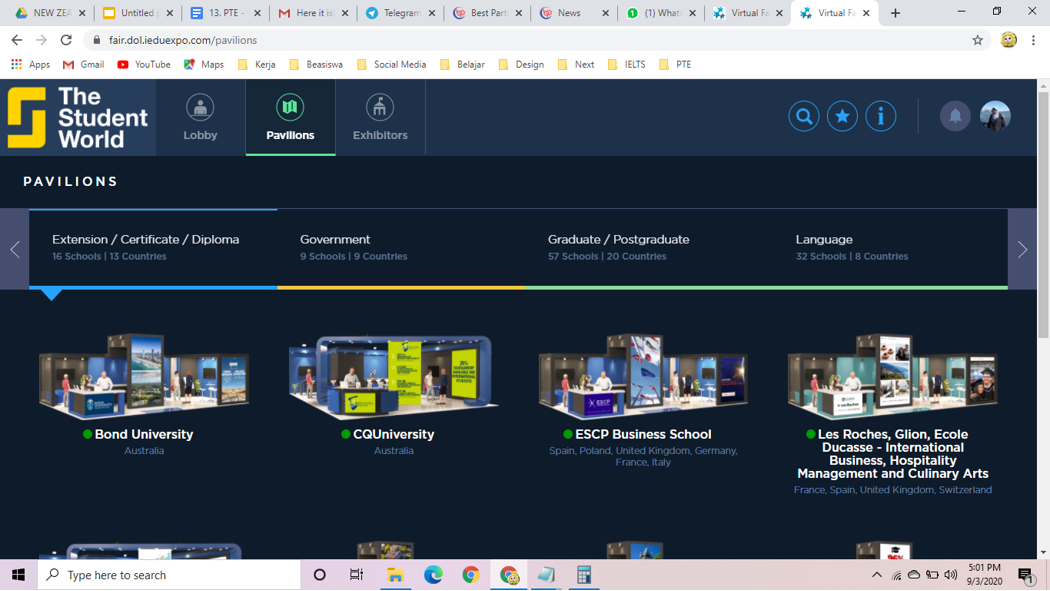 NEW ZEA
Untitled p
13. PTE -
Here it is!
Telegram
Best Part
News
(1) Whats
Virtual Fa
Virtual Fa
fair.dol.ieduexpo.com/pavilions
Apps
Gmail
YouTube
Maps
Kerja
Beasiswa
Social Media
Belajar
Design
Next
IELTS
PTE
The
Student
World
Lobby
Pavilions
Exhibitors
PAVILIONS
Extension / Certificate / Diploma
16 Schools | 13 Countries
Government
9 Schools | 9 Countries
Graduate / Postgraduate
57 Schools | 20 Countries
Language
32 Schools | 8 Countries
Bond University
Australia
CQUniversity
Australia
ESCP Business School
Spain, Poland, United Kingdom, Germany,
France, Italy
Les Roches, Glion, Ecole
Ducasse - International
Business, Hospitality
Management and Culinary Arts
France, Spain, United Kingdom, Switzerland
Type here to search
5:01 PM
9/3/2020
1